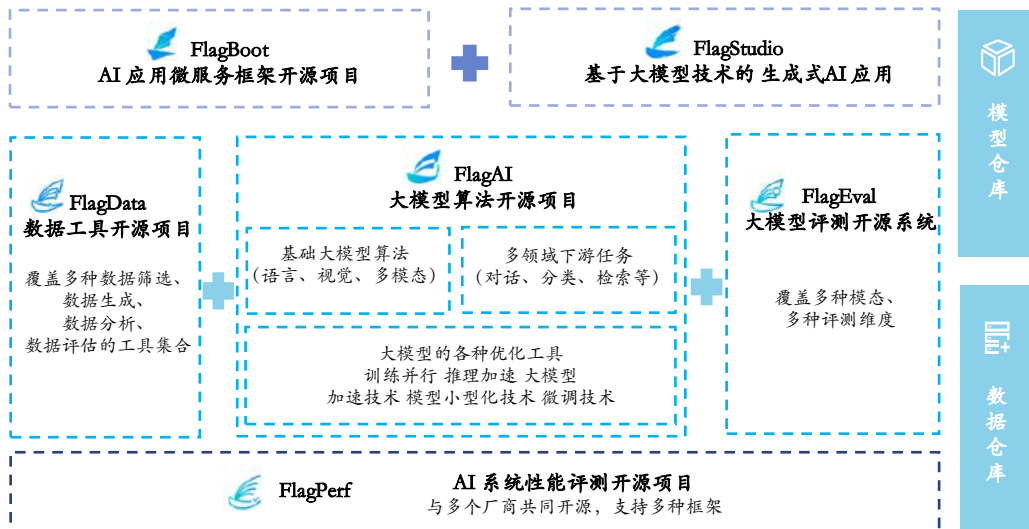 FlagBoot
AI 应用微服务框架开源项目
FlagStudio
基于大模型技术的 生成式AI 应用
模型仓库
FlagData
数据工具开源项目
覆盖多种数据筛选、
数据生成、
数据分析、
数据评估的工具集合
FlagAI
大模型算法开源项目
基础大模型算法
（语言、视觉、多模态）
多领域下游任务
（对话、分类、检索等）
大模型的各种优化工具
训练并行 推理加速 大模型
加速技术 模型小型化技术 微调技术
FlagEval
大模型评测开源系统
覆盖多种模态、
多种评测维度
数据仓库
FlagPerf
AI 系统性能评测开源项目
与多个厂商共同开源，支持多种框架